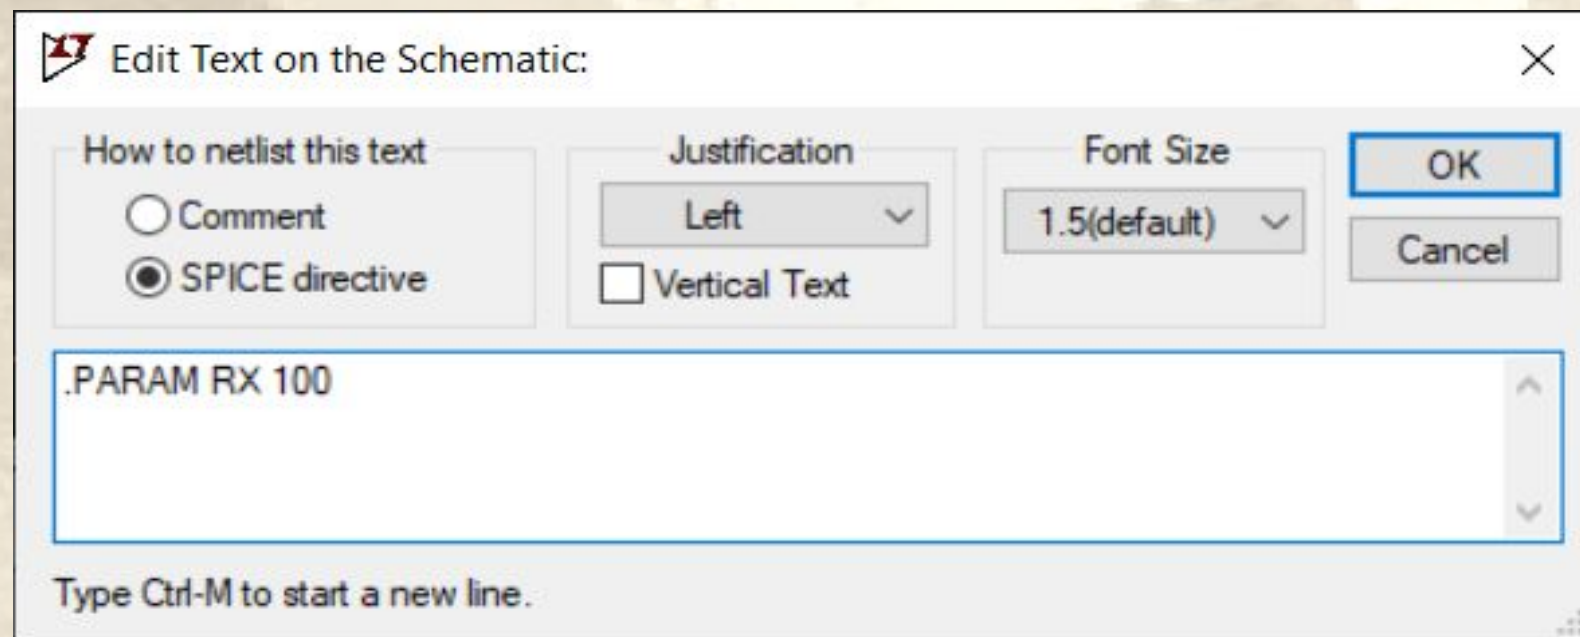 Edit Text on the Schematic:
How to netlist this text
Comment
SPICE directive
Justification
Left
Vertical Text
Font Size
1.5(default)
OK
Cancel
.PARAM RX 100
Type Ctrl-M to start a new line.